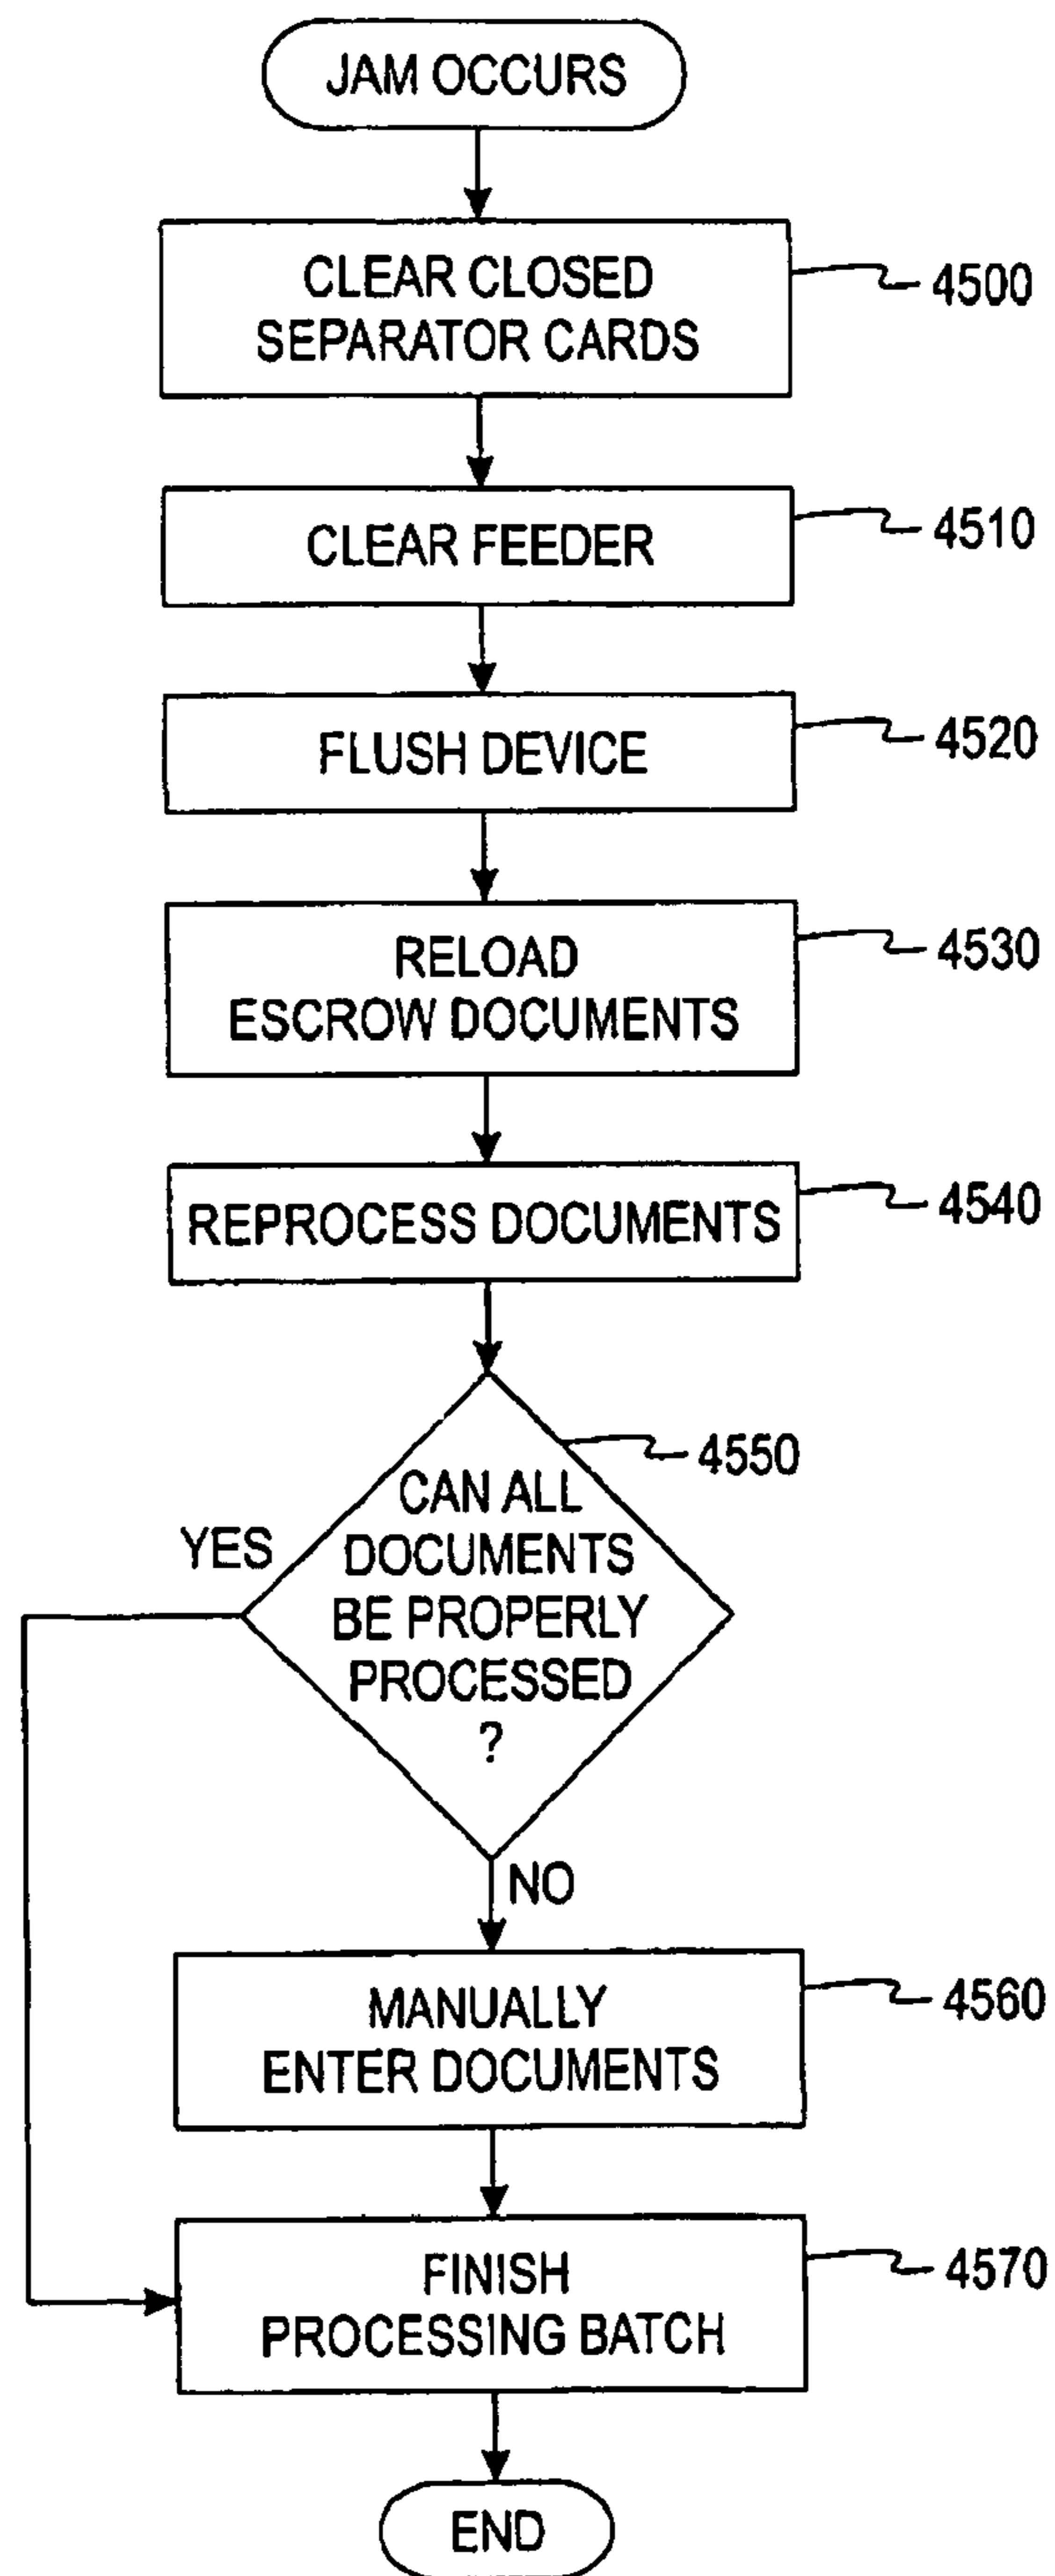 JAM OCCURS
CLEAR CLOSED
SEPARATOR CARDS
4500
CLEAR FEEDER
4510
FLUSH DEVICE
4520
RELOAD
ESCROW DOCUMENTS
4530
REPROCESS DOCUMENTS
4540
CAN ALL
DOCUMENTS
BE PROPERLY
PROCESSED
?
4550
YES
NO
MANUALLY
ENTER DOCUMENTS
4560
FINISH
PROCESSING BATCH
4570
END